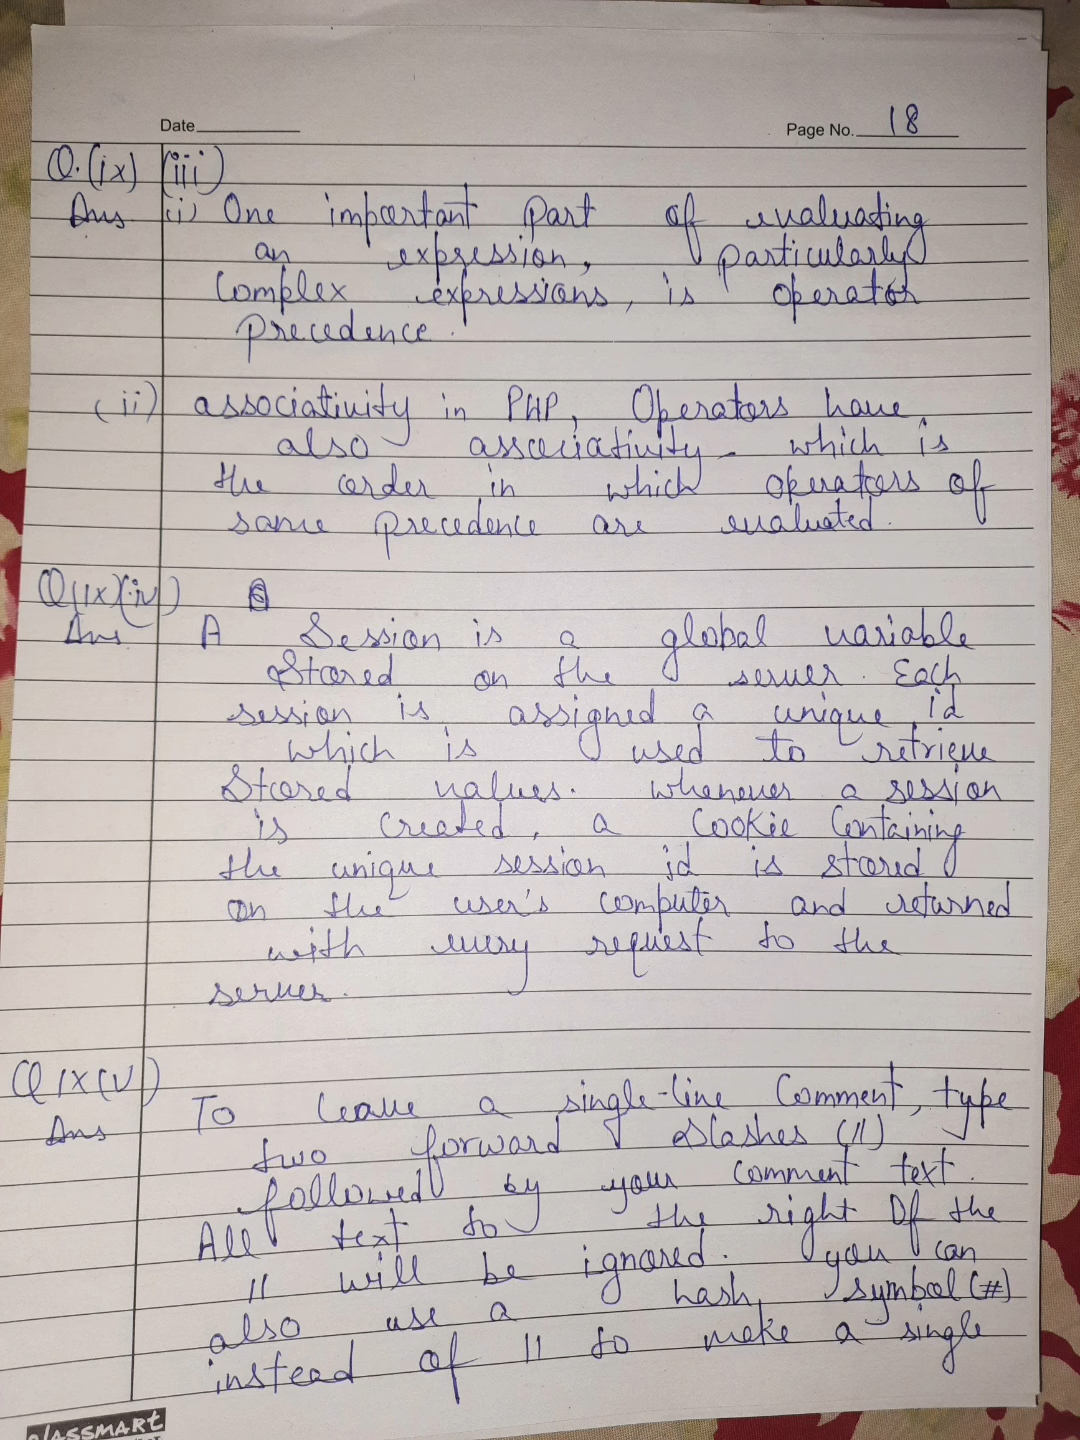 Date
Page No. 18
Q.(ix) (iii)
Ans (i) One important part of evaluating
an expression, particularly
Complex expressions, is operator
precedence.
(ii) associativity in PHP, Operators have
also associativity - which is
the order in which operators of
same precedence are evaluated.
Q(ix)(iv)
Ans A Session is a global variable
Stored on the server. Each
session is assigned a unique id
which is used to retrieve
Stored values. whenever a session
is created, a Cookie Containing
the unique session id is stored
on the user's computer and returned
with every request to the
server.
Q ix (v)
Ans To leave a single-line Comment, type
two forward slashes (//)
followed by your comment text.
All text to the right Of the
// will be ignored. you can
also use a hash symbol (#)
instead of // to make a single
CLASSMART